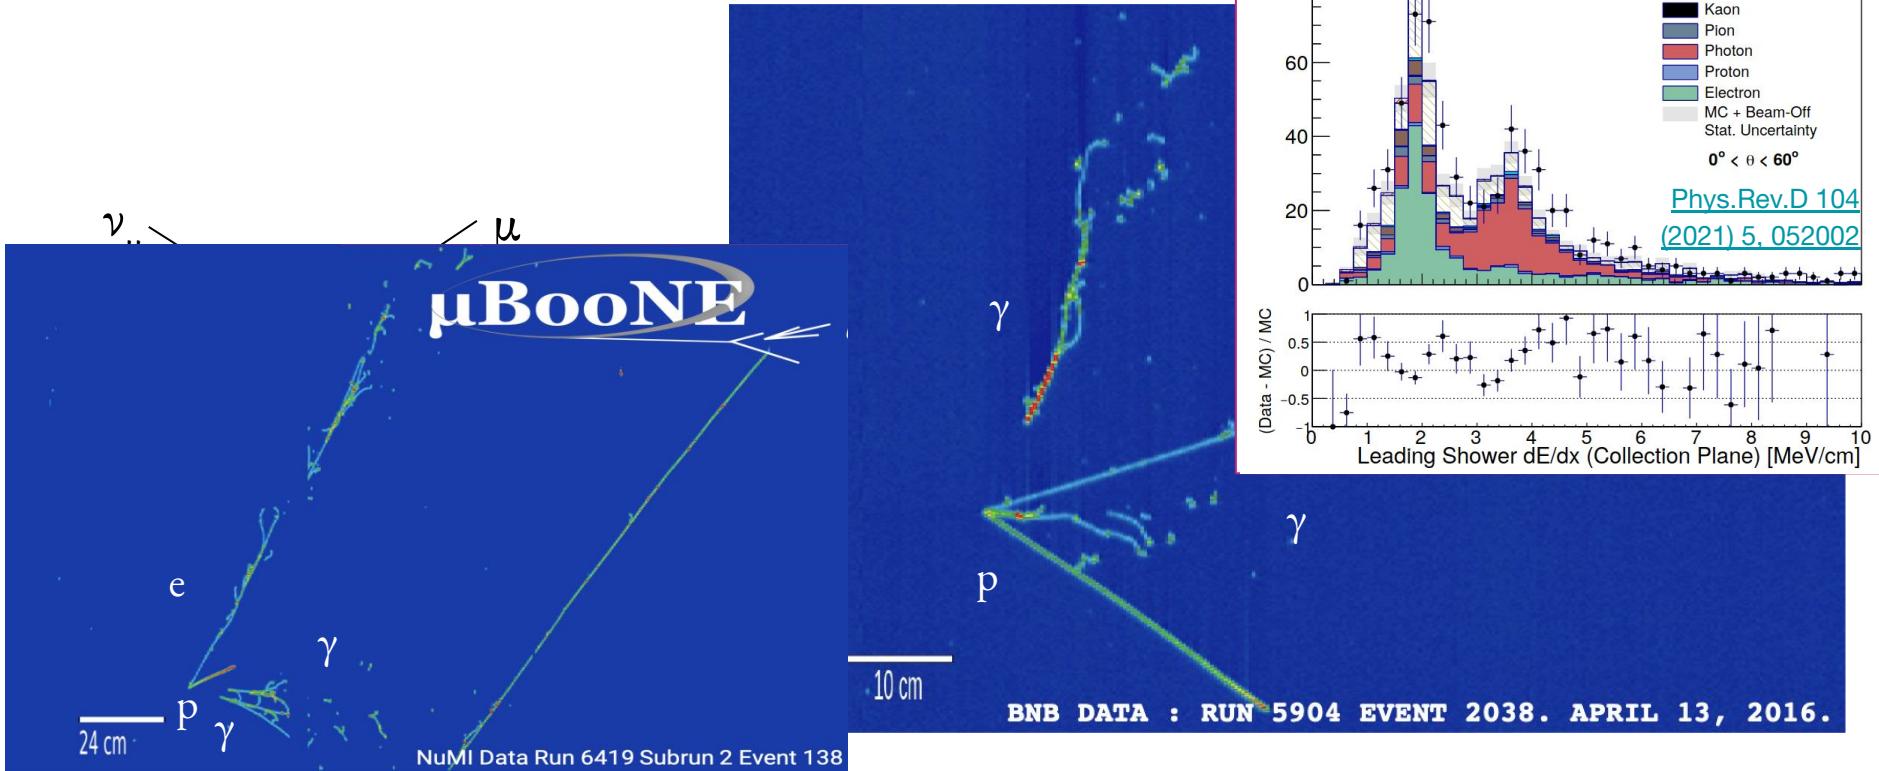 Kaon
Pion
Photon
Proton
Electron
MC + Beam-Off
Stat. Uncertainty
0° < θ < 60°
Phys.Rev.D 104
(2021) 5, 052002
60
40
20
0
(Data - MC) / MC
1
0.5
0
−0.5
−1
0 1 2 3 4 5 6 7 8 9 10
Leading Shower dE/dx (Collection Plane) [MeV/cm]
νμ
μ
μBooNE
e
γ
p
γ
24 cm
NuMI Data Run 6419 Subrun 2 Event 138
γ
γ
p
10 cm
BNB DATA : RUN 5904 EVENT 2038. APRIL 13, 2016.